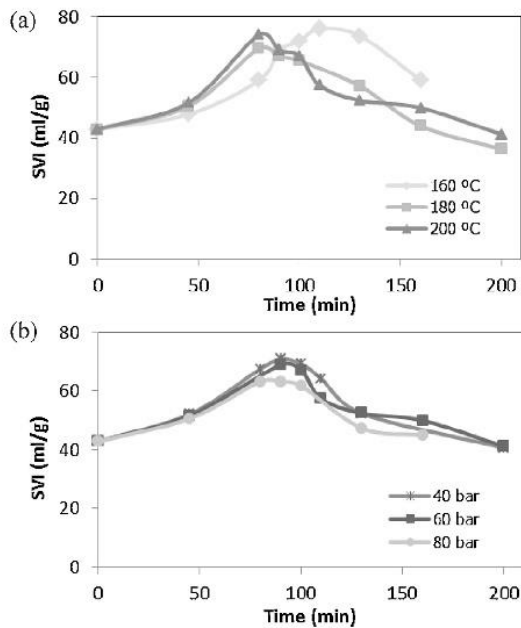 (a)
80
60
40
20
0
SVI (ml/g)
160 ºC
180 ºC
200 ºC
0 50 100 150 200
Time (min)
(b)
80
60
40
20
0
SVI (ml/g)
40 bar
60 bar
80 bar
0 50 100 150 200
Time (min)